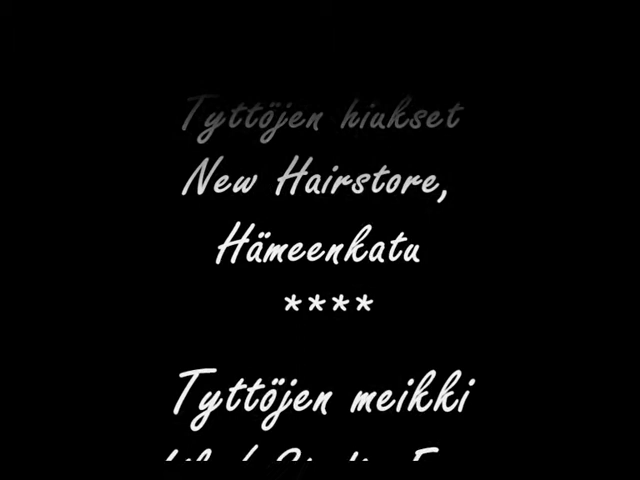 Tyttöjen hiukset
New Hairstore,
Hämeenkatu
****
Tyttöjen meikki